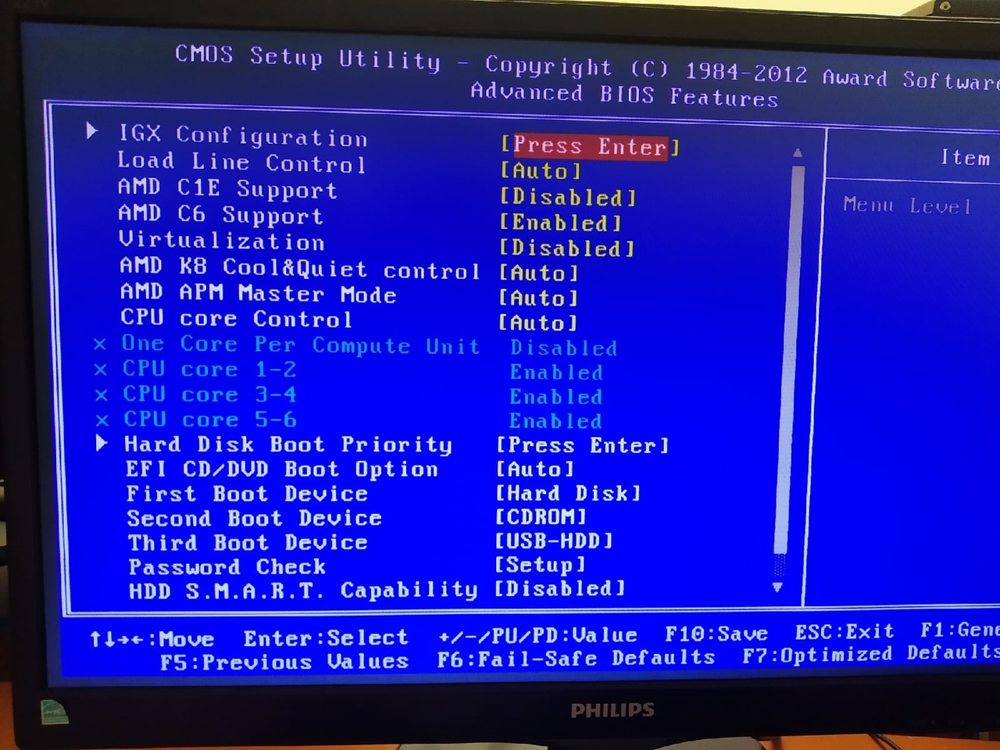 CMOS Setup Utility - Copyright (C) 1984-2012 Award Software
Advanced BIOS Features
IGX Configuration [Press Enter]
Load Line Control [Auto]
AMD C1E Support [Disabled]
AMD C6 Support [Enabled]
Virtualization [Disabled]
AMD K8 Cool&Quiet control [Auto]
AMD APM Master Mode [Auto]
CPU core Control [Auto]
x One Core Per Compute Unit Disabled
x CPU core 1-2 Enabled
x CPU core 3-4 Enabled
x CPU core 5-6 Enabled
Hard Disk Boot Priority [Press Enter]
EFI CD/DVD Boot Option [Auto]
First Boot Device [Hard Disk]
Second Boot Device [CDROM]
Third Boot Device [USB-HDD]
Password Check [Setup]
HDD S.M.A.R.T. Capability [Disabled]
Item
Menu Level
↑↓→←:Move Enter:Select +/-/PU/PD:Value F10:Save ESC:Exit F1:Gene
F5:Previous Values F6:Fail-Safe Defaults F7:Optimized Defaults
PHILIPS